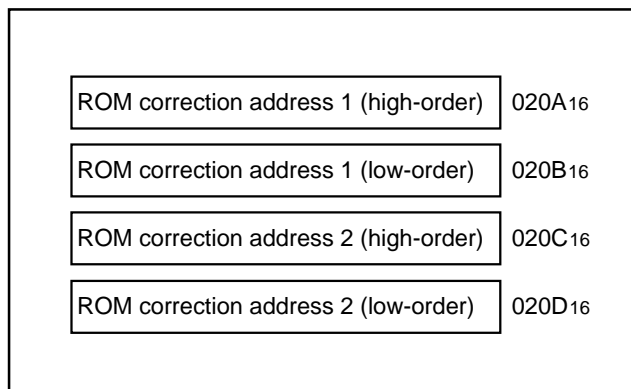 ROM correction address 1 (high-order) 020A16
ROM correction address 1 (low-order) 020B16
ROM correction address 2 (high-order) 020C16
ROM correction address 2 (low-order) 020D16